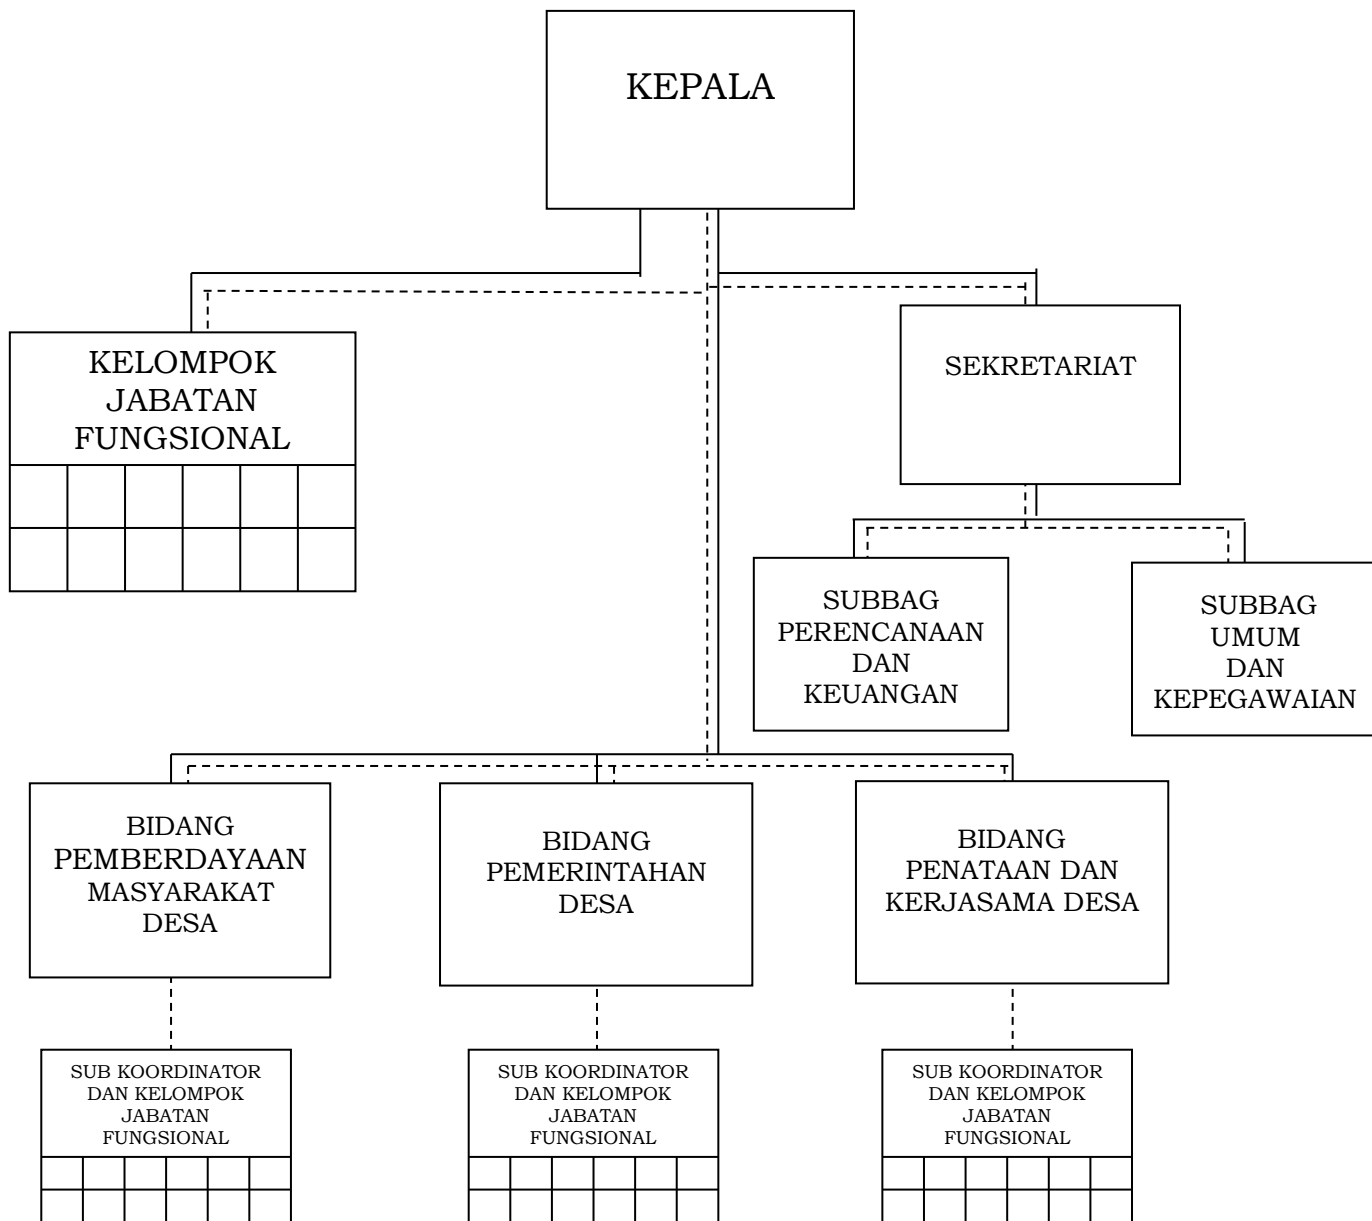 KEPALA
KELOMPOK
JABATAN
FUNGSIONAL
SEKRETARIAT
SUBBAG
PERENCANAAN
DAN
KEUANGAN
SUBBAG
UMUM
DAN
KEPEGAWAIAN
BIDANG
PEMBERDAYAAN
MASYARAKAT
DESA
BIDANG
PEMERINTAHAN
DESA
BIDANG
PENATAAN DAN
KERJASAMA DESA
SUB KOORDINATOR
DAN KELOMPOK
JABATAN
FUNGSIONAL
SUB KOORDINATOR
DAN KELOMPOK
JABATAN
FUNGSIONAL
SUB KOORDINATOR
DAN KELOMPOK
JABATAN
FUNGSIONAL